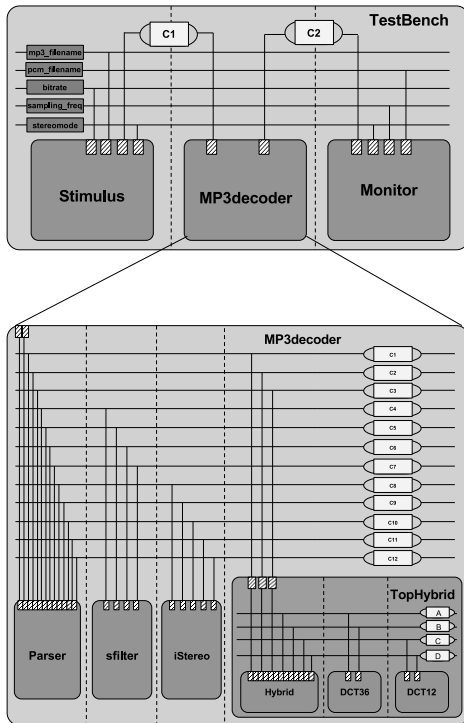 TestBench
C1
C2
mp3_filename
pcm_filename
bitrate
sampling_freq
stereomode
Stimulus
MP3decoder
Monitor
MP3decoder
C1
C2
C3
C4
C5
C6
C7
C8
C9
C10
C11
C12
TopHybrid
A
B
C
D
Parser
sfilter
iStereo
Hybrid
DCT36
DCT12